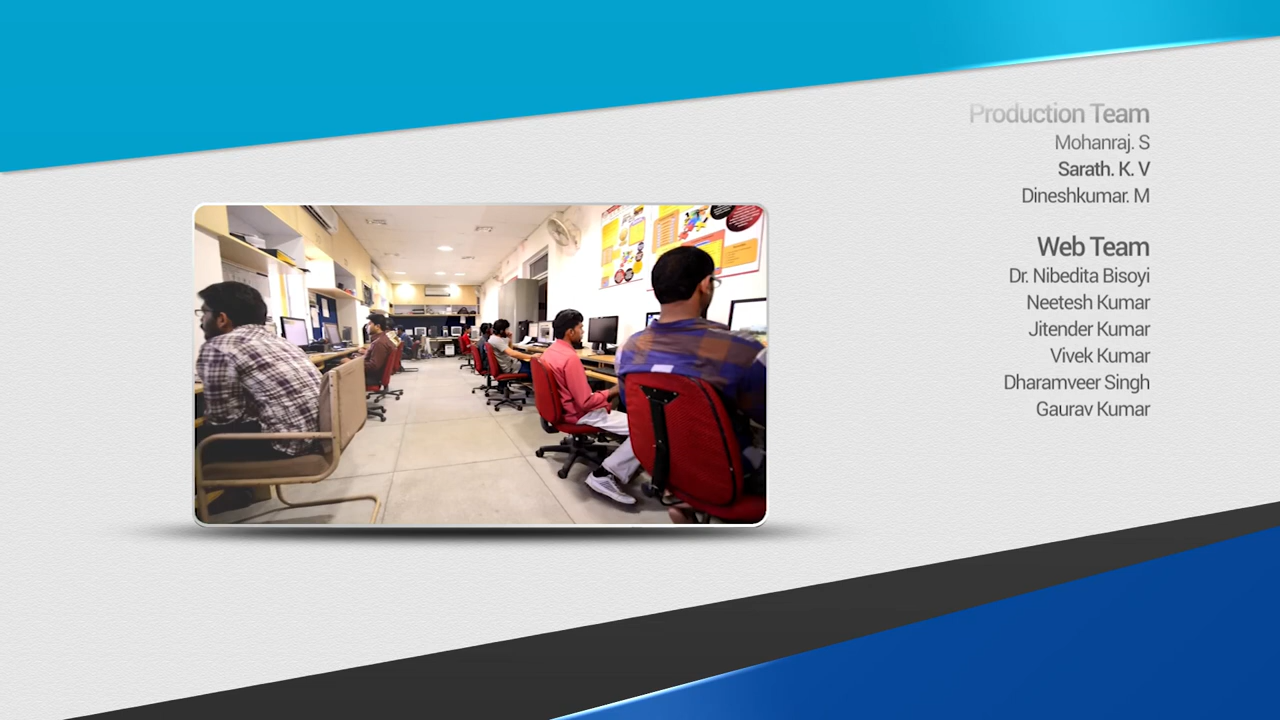 Production Team
Mohanraj. S
Sarath. K. V
Dineshkumar. M
Web Team
Dr. Nibedita Bisoyi
Neetesh Kumar
Jitender Kumar
Vivek Kumar
Dharamveer Singh
Gaurav Kumar